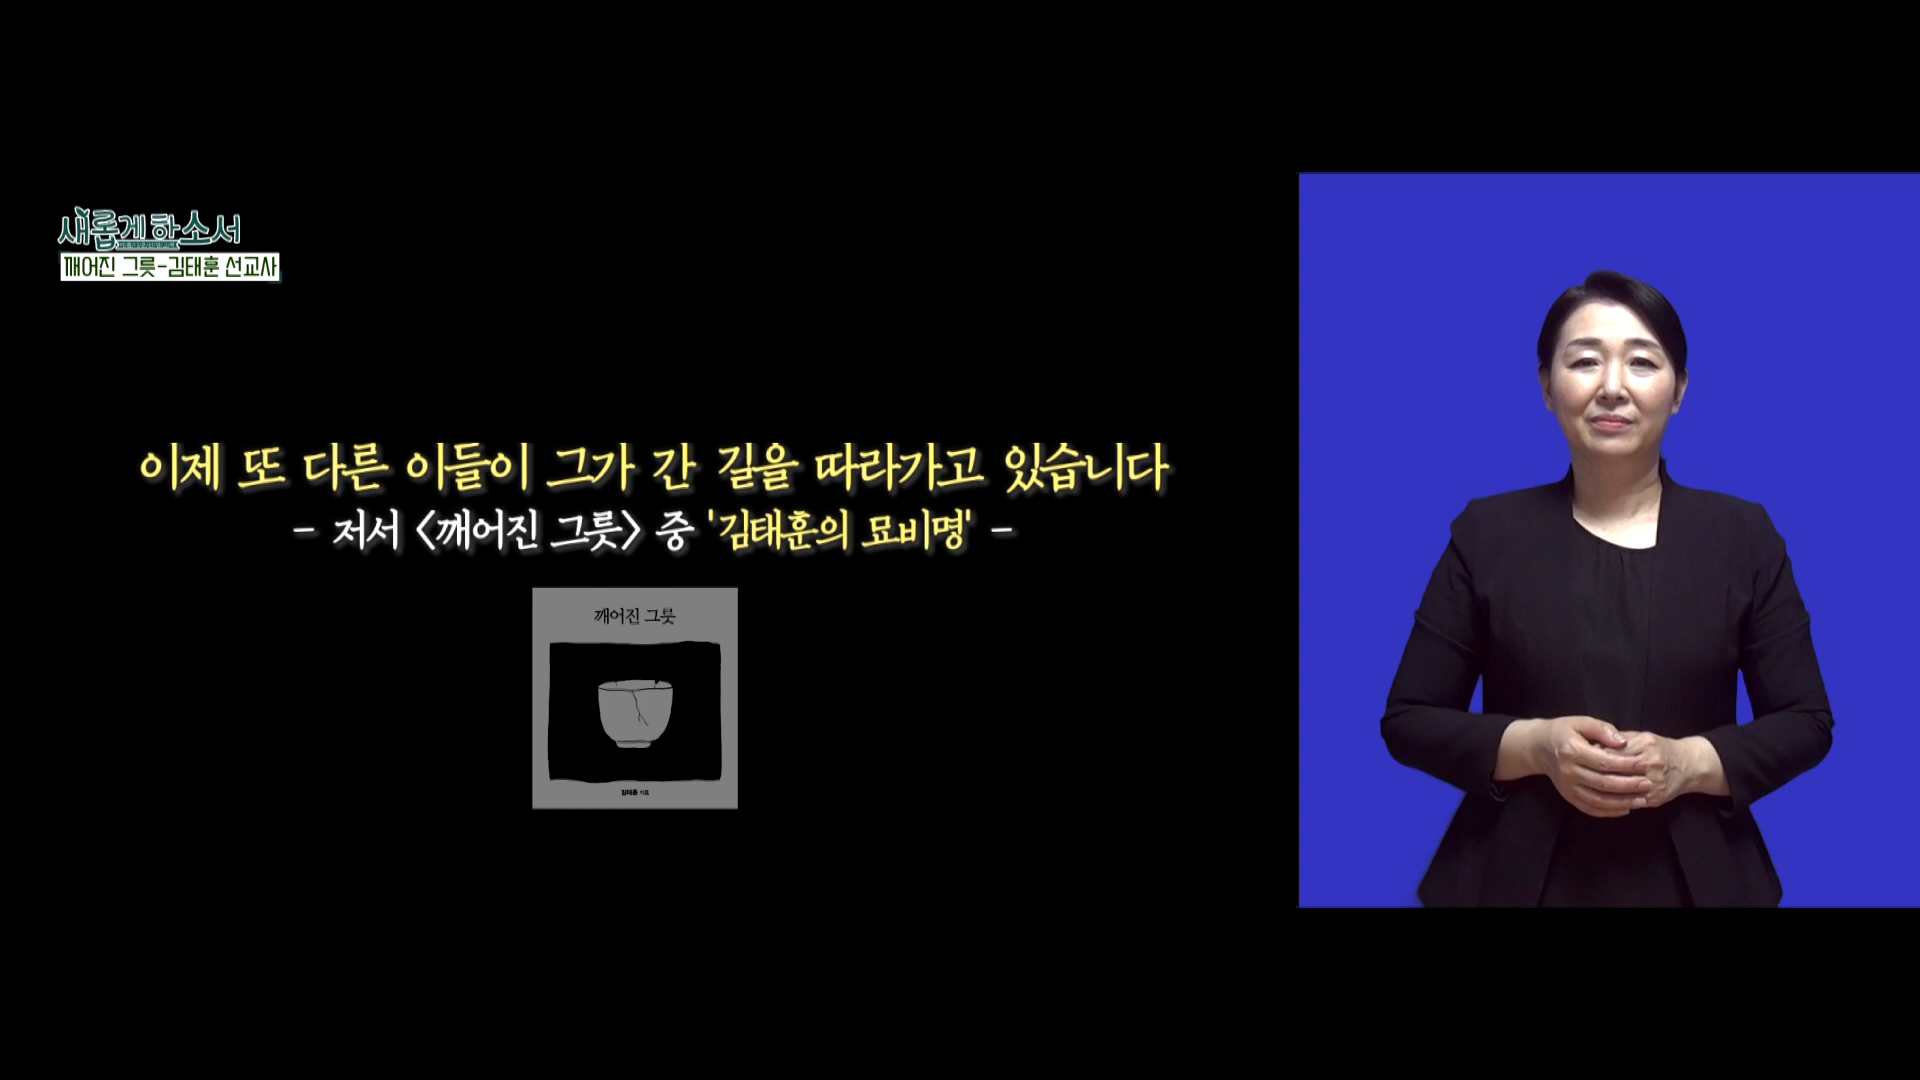 새롭게 하소서
깨어진 그릇-김태훈 선교사
이제 또 다른 이들이 그가 간 길을 따라가고 있습니다
- 저서 <깨어진 그릇> 중 '김태훈의 묘비명' -
깨어진 그릇
김태훈 지음